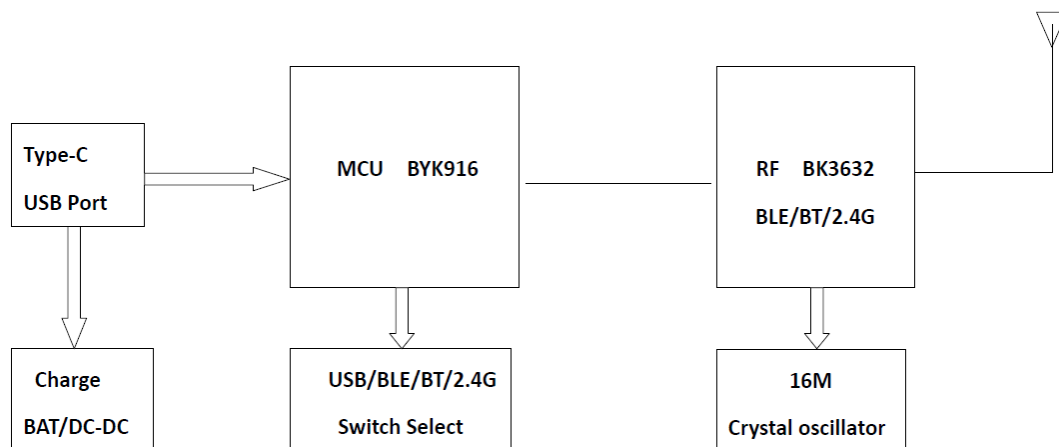 Type-C
USB Port
MCU BYK916
RF BK3632
BLE/BT/2.4G
Charge
BAT/DC-DC
USB/BLE/BT/2.4G
Switch Select
16M
Crystal oscillator